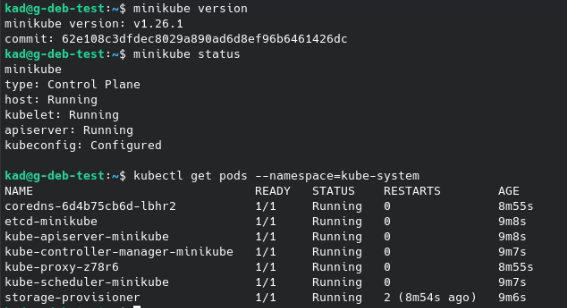 kad@g-deb-test:~$ minikube version
minikube version: v1.26.1
commit: 62e108c3dfdec8029a890ad6d8ef96b6461426dc
kad@g-deb-test:~$ minikube status
minikube
type: Control Plane
host: Running
kubelet: Running
apiserver: Running
kubeconfig: Configured
kad@g-deb-test:~$ kubectl get pods --namespace=kube-system
NAME READY STATUS RESTARTS AGE
coredns-6d4b75cb6d-lbhr2 1/1 Running 0 8m55s
etcd-minikube 1/1 Running 0 9m8s
kube-apiserver-minikube 1/1 Running 0 9m8s
kube-controller-manager-minikube 1/1 Running 0 9m7s
kube-proxy-z78r6 1/1 Running 0 8m55s
kube-scheduler-minikube 1/1 Running 0 9m7s
storage-provisioner 1/1 Running 2 (8m54s ago) 9m6s